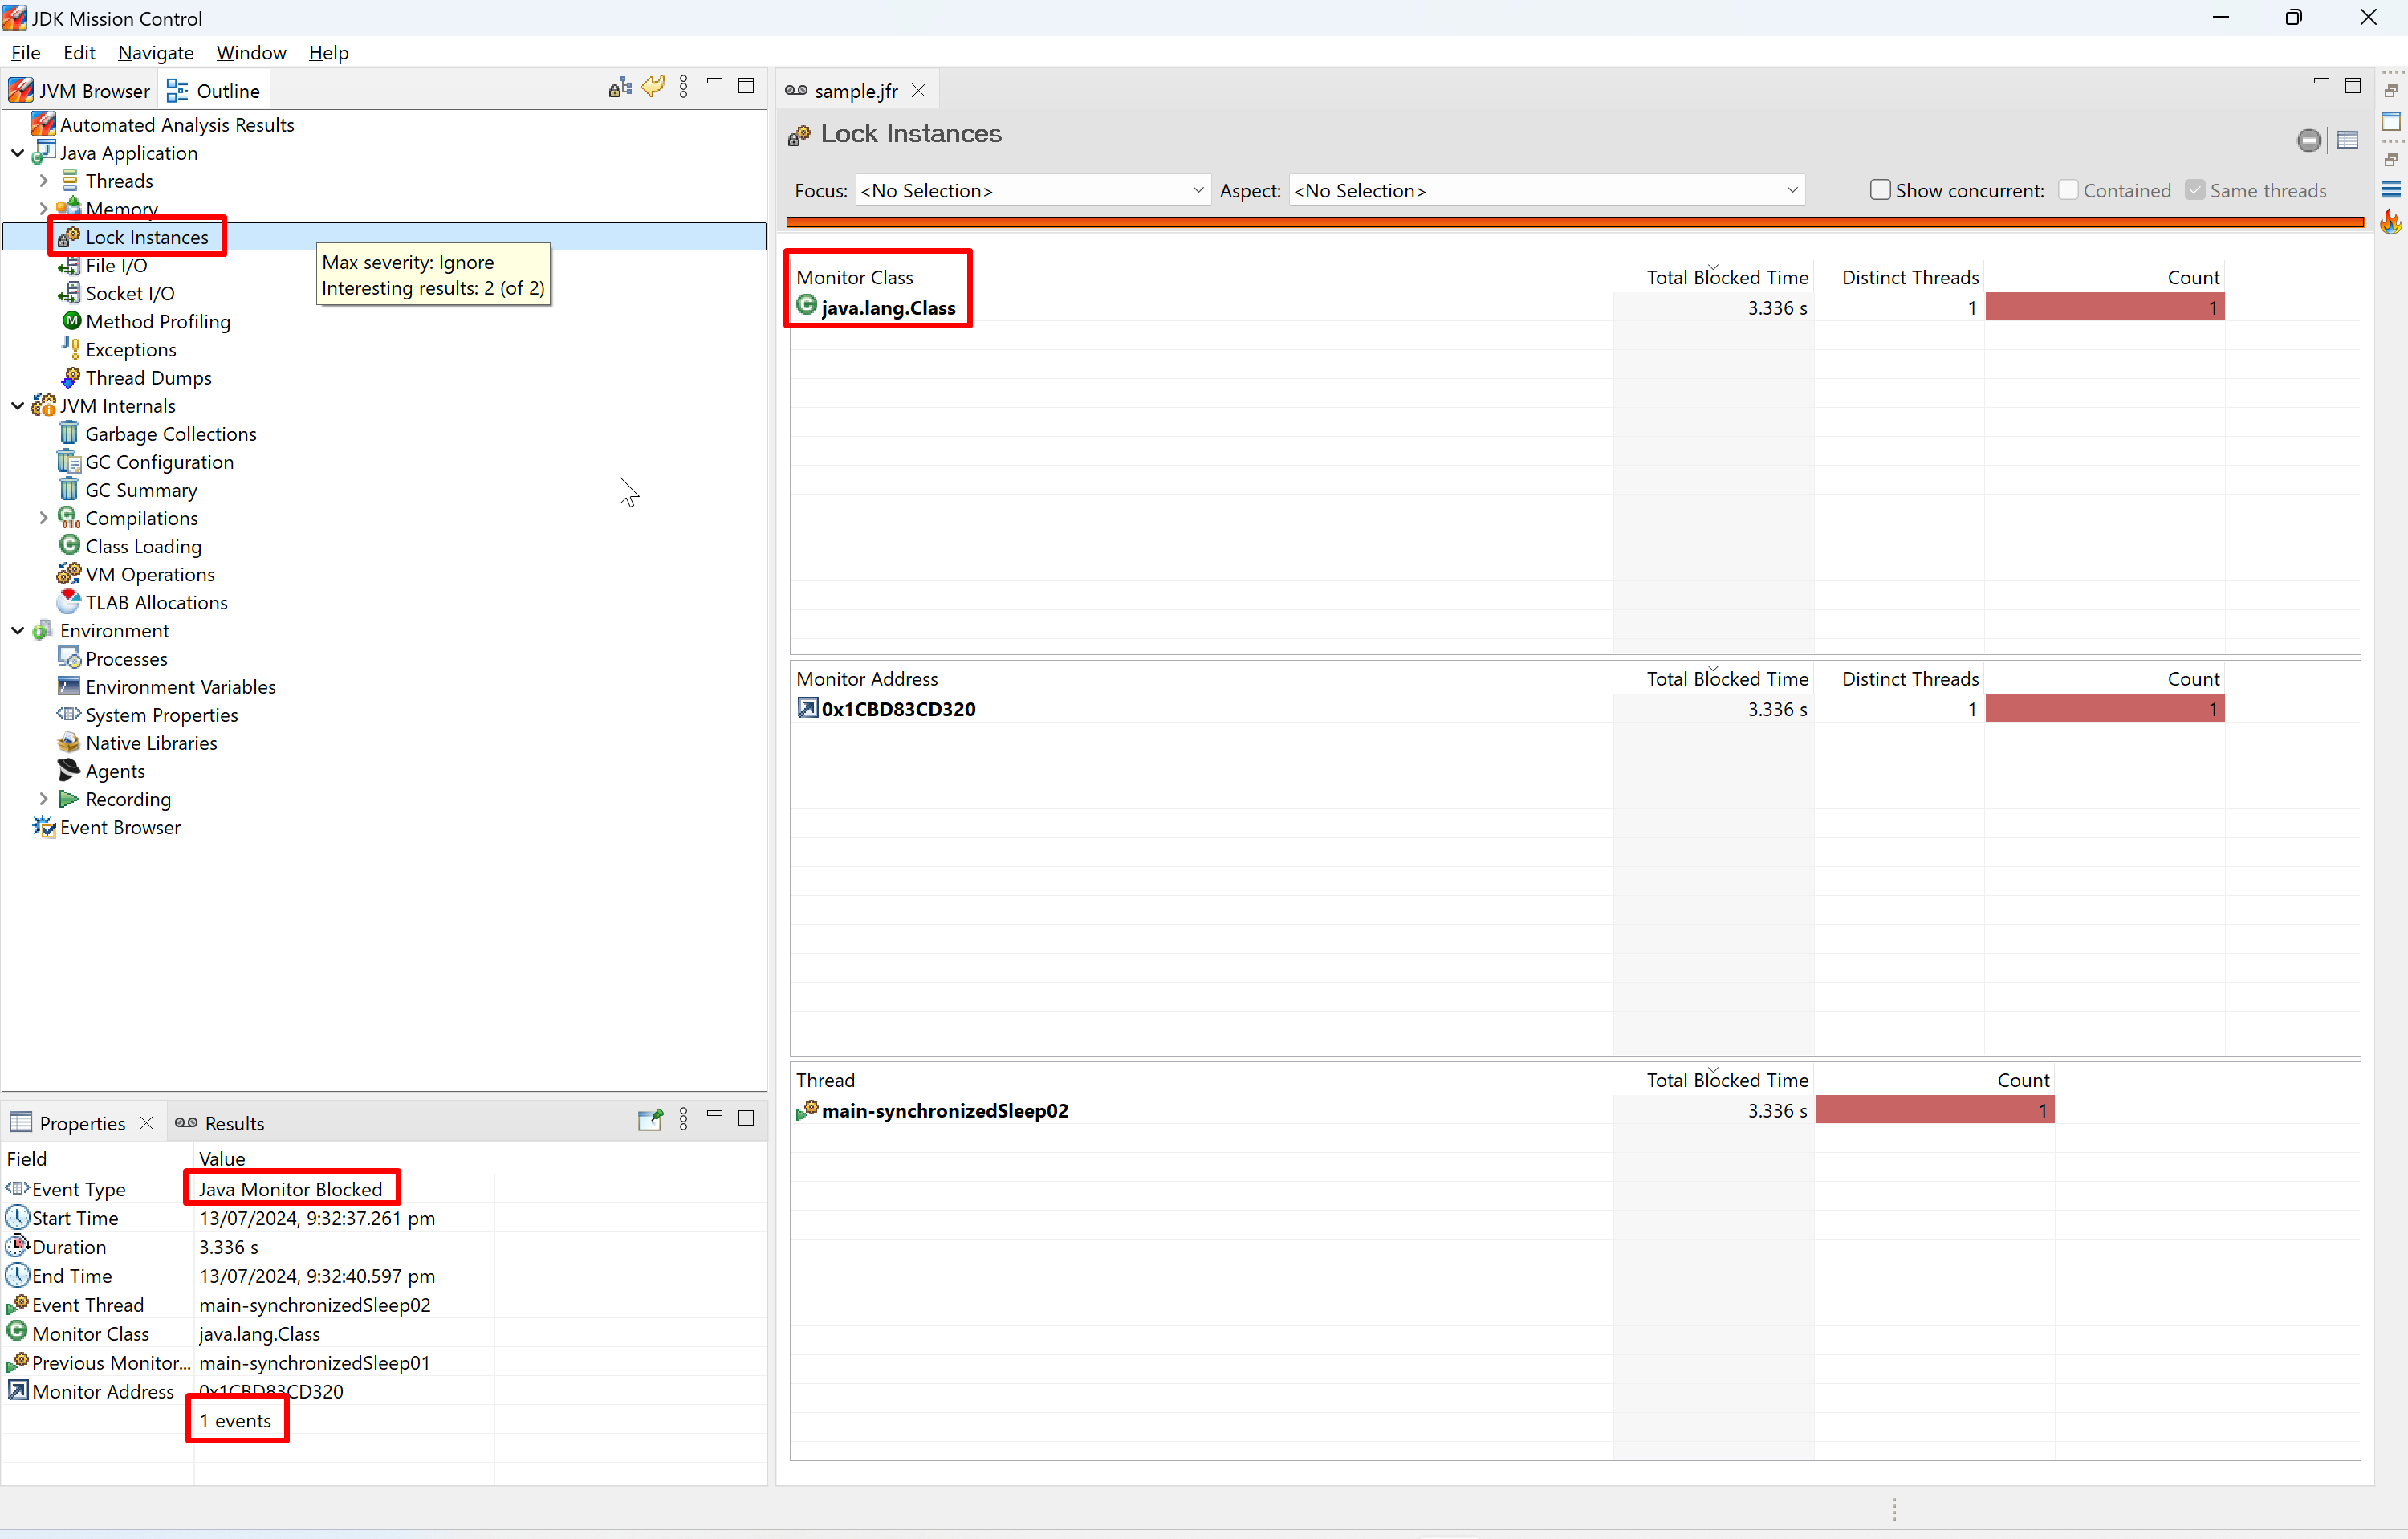 JDK Mission Control
File Edit Navigate Window Help
JVM Browser Outline
Automated Analysis Results
Java Application
Threads
Memory
Lock Instances
Max severity: Ignore
Interesting results: 2 (of 2)
File I/O
Socket I/O
Method Profiling
Exceptions
Thread Dumps
JVM Internals
Garbage Collections
GC Configuration
GC Summary
Compilations
Class Loading
VM Operations
TLAB Allocations
Environment
Processes
Environment Variables
System Properties
Native Libraries
Agents
Recording
Event Browser
Properties Results
Field Value
Event Type Java Monitor Blocked
Start Time 13/07/2024, 9:32:37.261 pm
Duration 3.336 s
End Time 13/07/2024, 9:32:40.597 pm
Event Thread main-synchronizedSleep02
Monitor Class java.lang.Class
Previous Monitor... main-synchronizedSleep01
Monitor Address 0x1CBD83CD320
1 events
sample.jfr
Lock Instances
Focus: <No Selection> Aspect: <No Selection> Show concurrent: Contained Same threads
Monitor Class Total Blocked Time Distinct Threads Count
java.lang.Class 3.336 s 1 1
Monitor Address Total Blocked Time Distinct Threads Count
0x1CBD83CD320 3.336 s 1 1
Thread Total Blocked Time Count
main-synchronizedSleep02 3.336 s 1